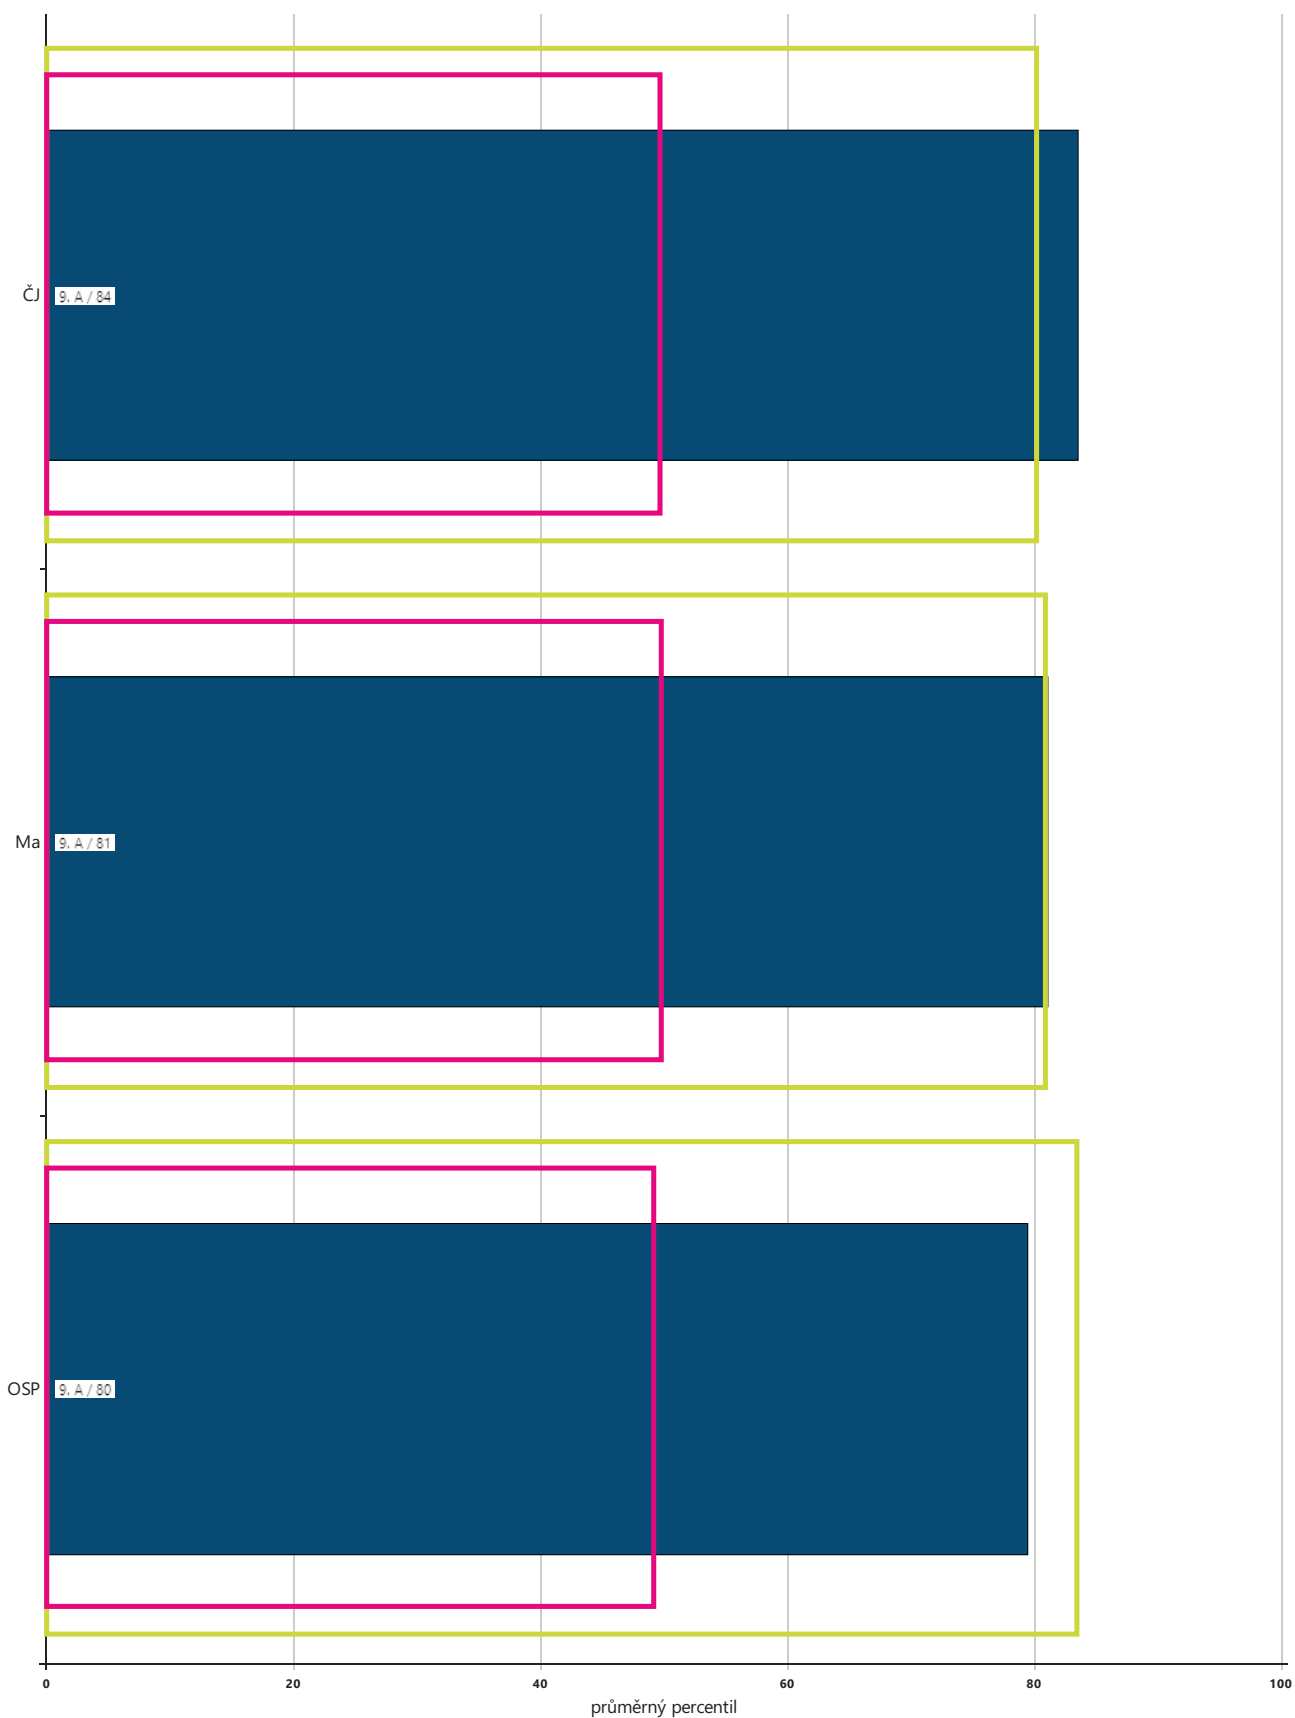 ČJ
9. A / 84
Ma
9. A / 81
OSP
9. A / 80
0 20 40 60 80 100
průměrný percentil